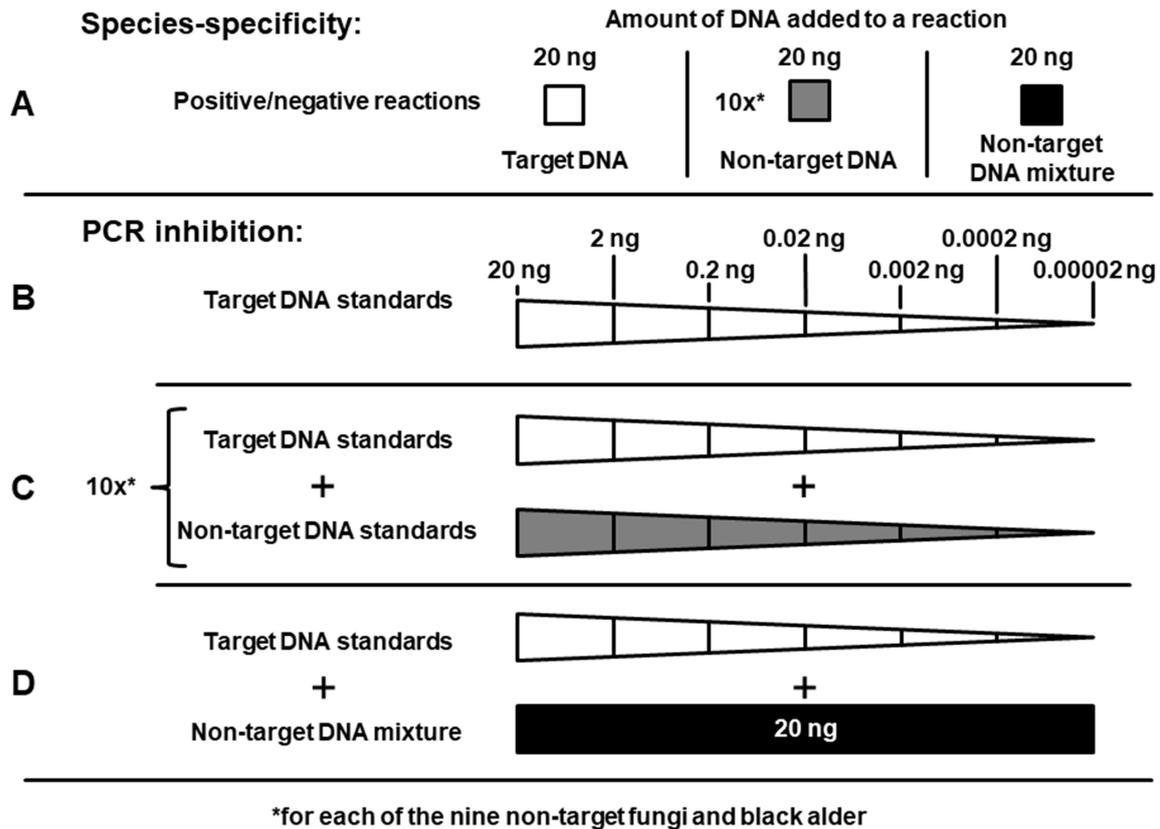 Species-specificity:
Amount of DNA added to a reaction
20 ng
20 ng
20 ng
A
Positive/negative reactions
10x*
Target DNA
Non-target DNA
Non-target
DNA mixture
PCR inhibition:
2 ng
0.02 ng
0.0002 ng
20 ng
0.2 ng
0.002 ng
0.00002 ng
B
Target DNA standards
Target DNA standards
C
10x*
+
+
Non-target DNA standards
Target DNA standards
D
+
+
Non-target DNA mixture
20 ng
*for each of the nine non-target fungi and black alder